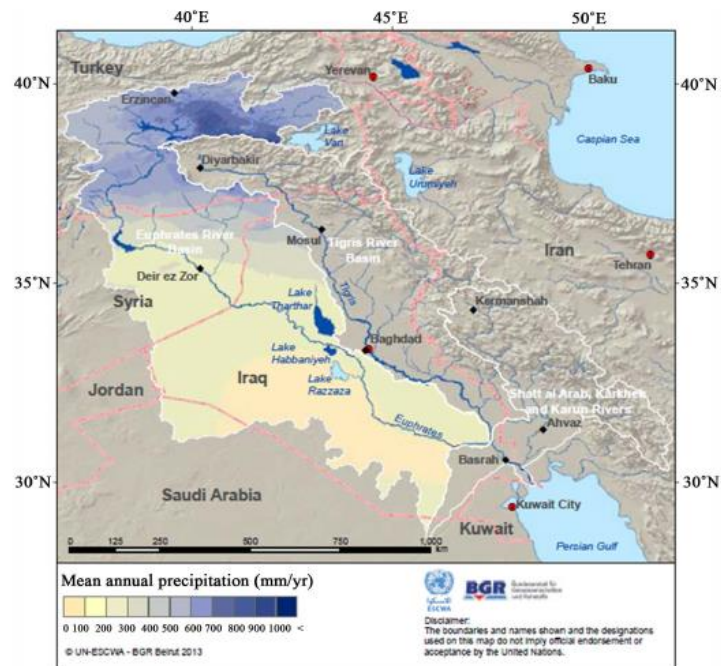 40°E 45°E 50°E
40°N 40°N
35°N 35°N
30°N 30°N
Turkey
Yerevan
Baku
Erzincan
Caspian Sea
Lake
Van
Diyarbakir
Lake
Urumiyeh
Euphrates River
Basin
Mosul
Tigris River
Basin
Iran
Tehran
Deir ez Zor
Syria
Lake
Tharthar
Tigris
Kermanshah
Baghdad
Lake
Habbaniyeh
Jordan
Iraq
Lake
Razzaza
Shatt al Arab, Karkheh
and Karun Rivers
Euphrates
Ahvaz
Basrah
Saudi Arabia
Kuwait City
Kuwait
Persian Gulf
0 125 250 500 750 1,000
km
Mean annual precipitation (mm/yr)
0 100 200 300 400 500 600 700 800 900 1000 <
© UN-ESCWA - BGR Beirut 2013
ESCWA
BGR
Bundesanstalt für
Geowissenschaften
und Rohstoffe
Disclaimer:
The boundaries and names shown and the designations
used on this map do not imply official endorsement or
acceptance by the United Nations.